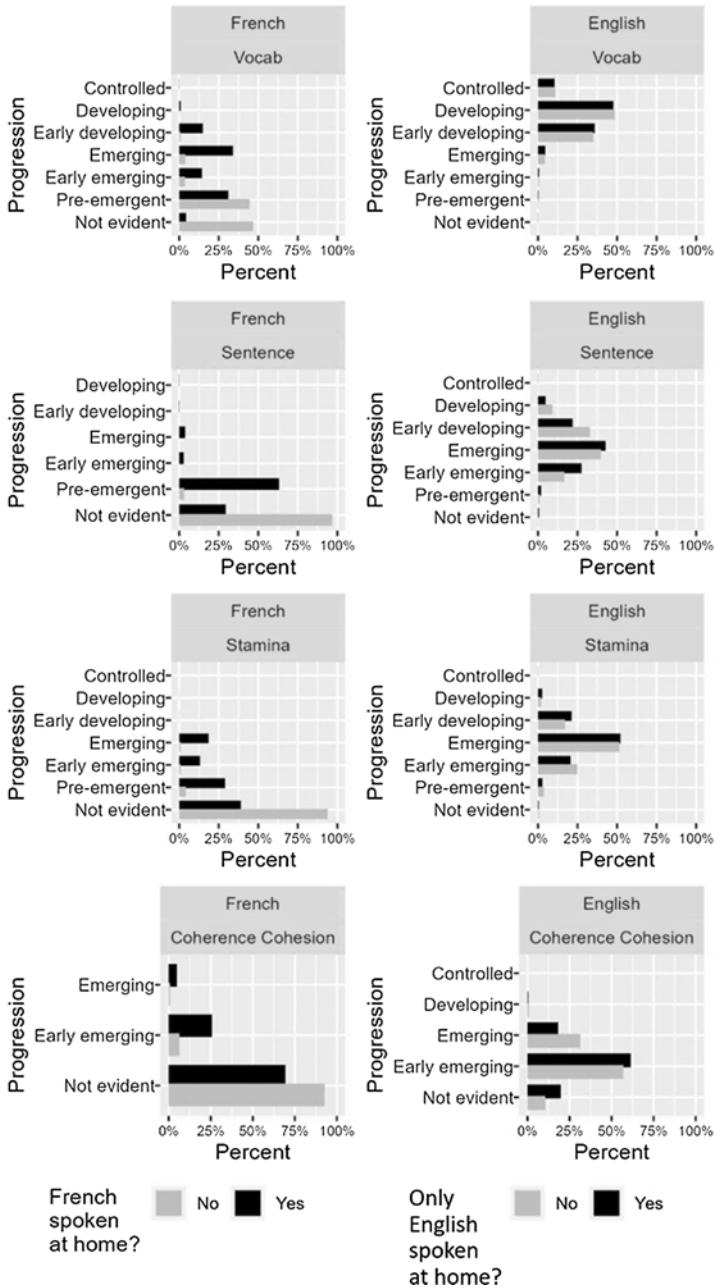 French
Vocab
Progression
Controlled
Developing
Early developing
Emerging
Early emerging
Pre-emergent
Not evident
0% 25% 50% 75% 100%
Percent
English
Vocab
Progression
Controlled
Developing
Early developing
Emerging
Early emerging
Pre-emergent
Not evident
0% 25% 50% 75% 100%
Percent
French
Sentence
Progression
Developing
Early developing
Emerging
Early emerging
Pre-emergent
Not evident
0% 25% 50% 75% 100%
Percent
English
Sentence
Progression
Controlled
Developing
Early developing
Emerging
Early emerging
Pre-emergent
Not evident
0% 25% 50% 75% 100%
Percent
French
Stamina
Progression
Controlled
Developing
Early developing
Emerging
Early emerging
Pre-emergent
Not evident
0% 25% 50% 75% 100%
Percent
English
Stamina
Progression
Controlled
Developing
Early developing
Emerging
Early emerging
Pre-emergent
Not evident
0% 25% 50% 75% 100%
Percent
French
Coherence Cohesion
Progression
Emerging
Early emerging
Not evident
0% 25% 50% 75% 100%
Percent
English
Coherence Cohesion
Progression
Controlled
Developing
Emerging
Early emerging
Not evident
0% 25% 50% 75% 100%
Percent
French
spoken
at home?
No Yes
Only
English
spoken
at home?
No Yes